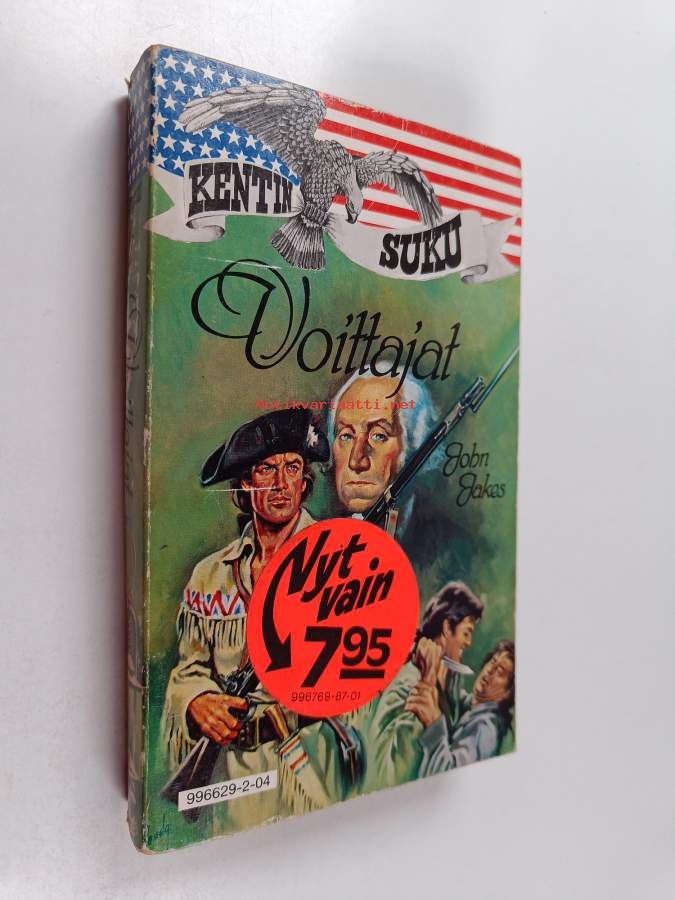 KENTIN
SUKU
Voittajat
Antikvariaatti.net
John
Jakes
Nyt
vain
7 95
996769-87-01
996629-2-04